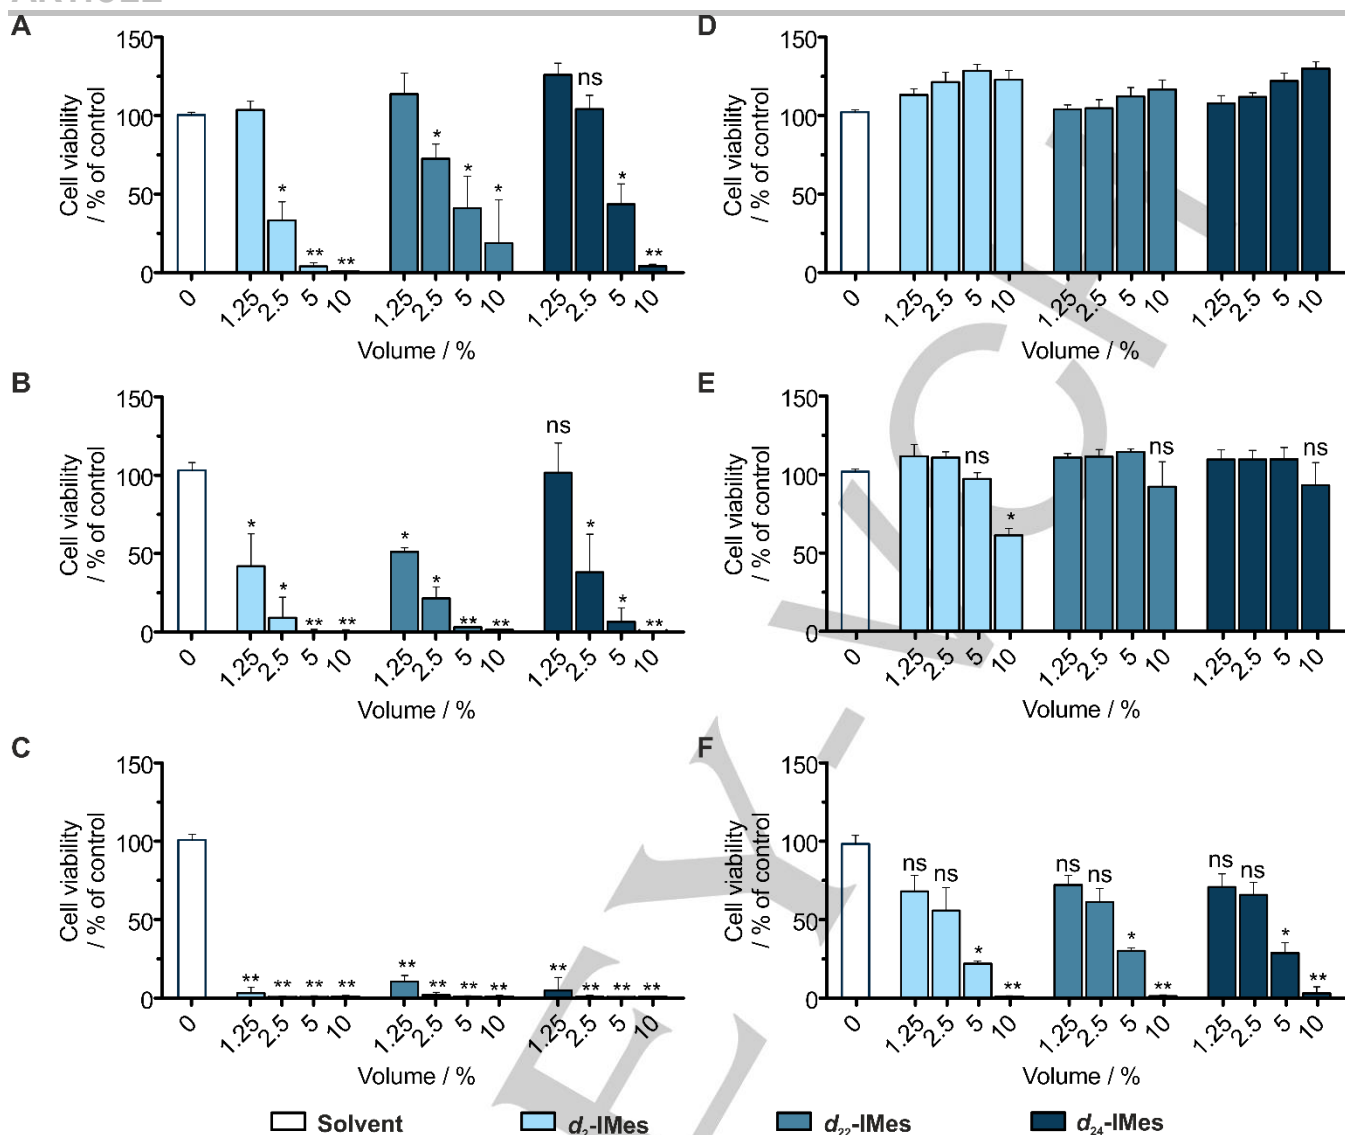 ARTICLE
A
150
100
50
0
Cell viability
/ % of control
* ** **
* * *
ns * **
0 1.25 2.5 5 10 1.25 2.5 5 10 1.25 2.5 5 10
Volume / %
D
150
100
50
0
Cell viability
/ % of control
0 1.25 2.5 5 10 1.25 2.5 5 10 1.25 2.5 5 10
Volume / %
B
150
100
50
0
Cell viability
/ % of control
* * ** **
* * ** **
ns * * **
0 1.25 2.5 5 10 1.25 2.5 5 10 1.25 2.5 5 10
Volume / %
E
150
100
50
0
Cell viability
/ % of control
ns *
ns
ns
0 1.25 2.5 5 10 1.25 2.5 5 10 1.25 2.5 5 10
Volume / %
C
150
100
50
0
Cell viability
/ % of control
** ** ** **
** ** ** **
** ** ** **
0 1.25 2.5 5 10 1.25 2.5 5 10 1.25 2.5 5 10
Volume / %
F
150
100
50
0
Cell viability
/ % of control
ns ns * **
ns ns * **
ns ns * **
0 1.25 2.5 5 10 1.25 2.5 5 10 1.25 2.5 5 10
Volume / %
Solvent d₂-IMes d₂₂-IMes d₂₄-IMes